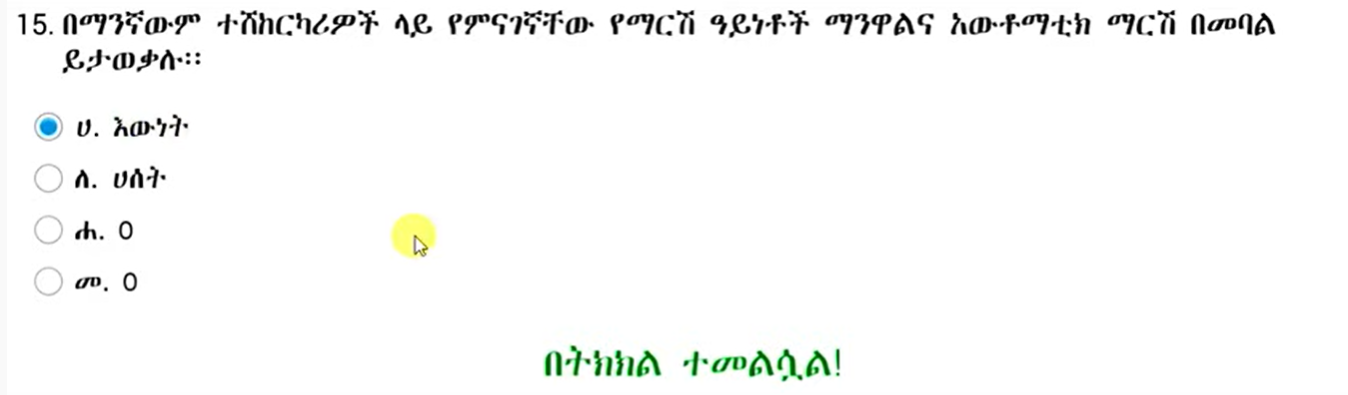 15. በማንኛውም ተሽከርካሪዎች ላይ የምናገኛቸው የማርሽ ዓይነቶች ማንዋልና አውቶማቲክ ማርሽ በመባል
ይታወቃሉ፡፡
ሀ. እውነት
ለ. ሀሰት
ሐ. 0
መ. 0
በትክክል ተመልሷል!